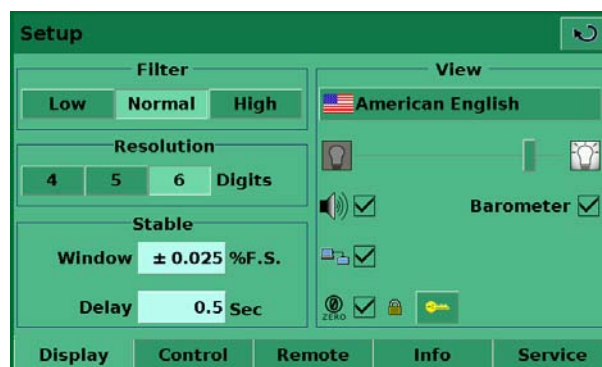 Setup
Filter
Low Normal High
Resolution
4 5 6 Digits
Stable
Window ± 0.025 %F.S.
Delay 0.5 Sec
View
American English
Barometer
0
ZERO
Display Control Remote Info Service